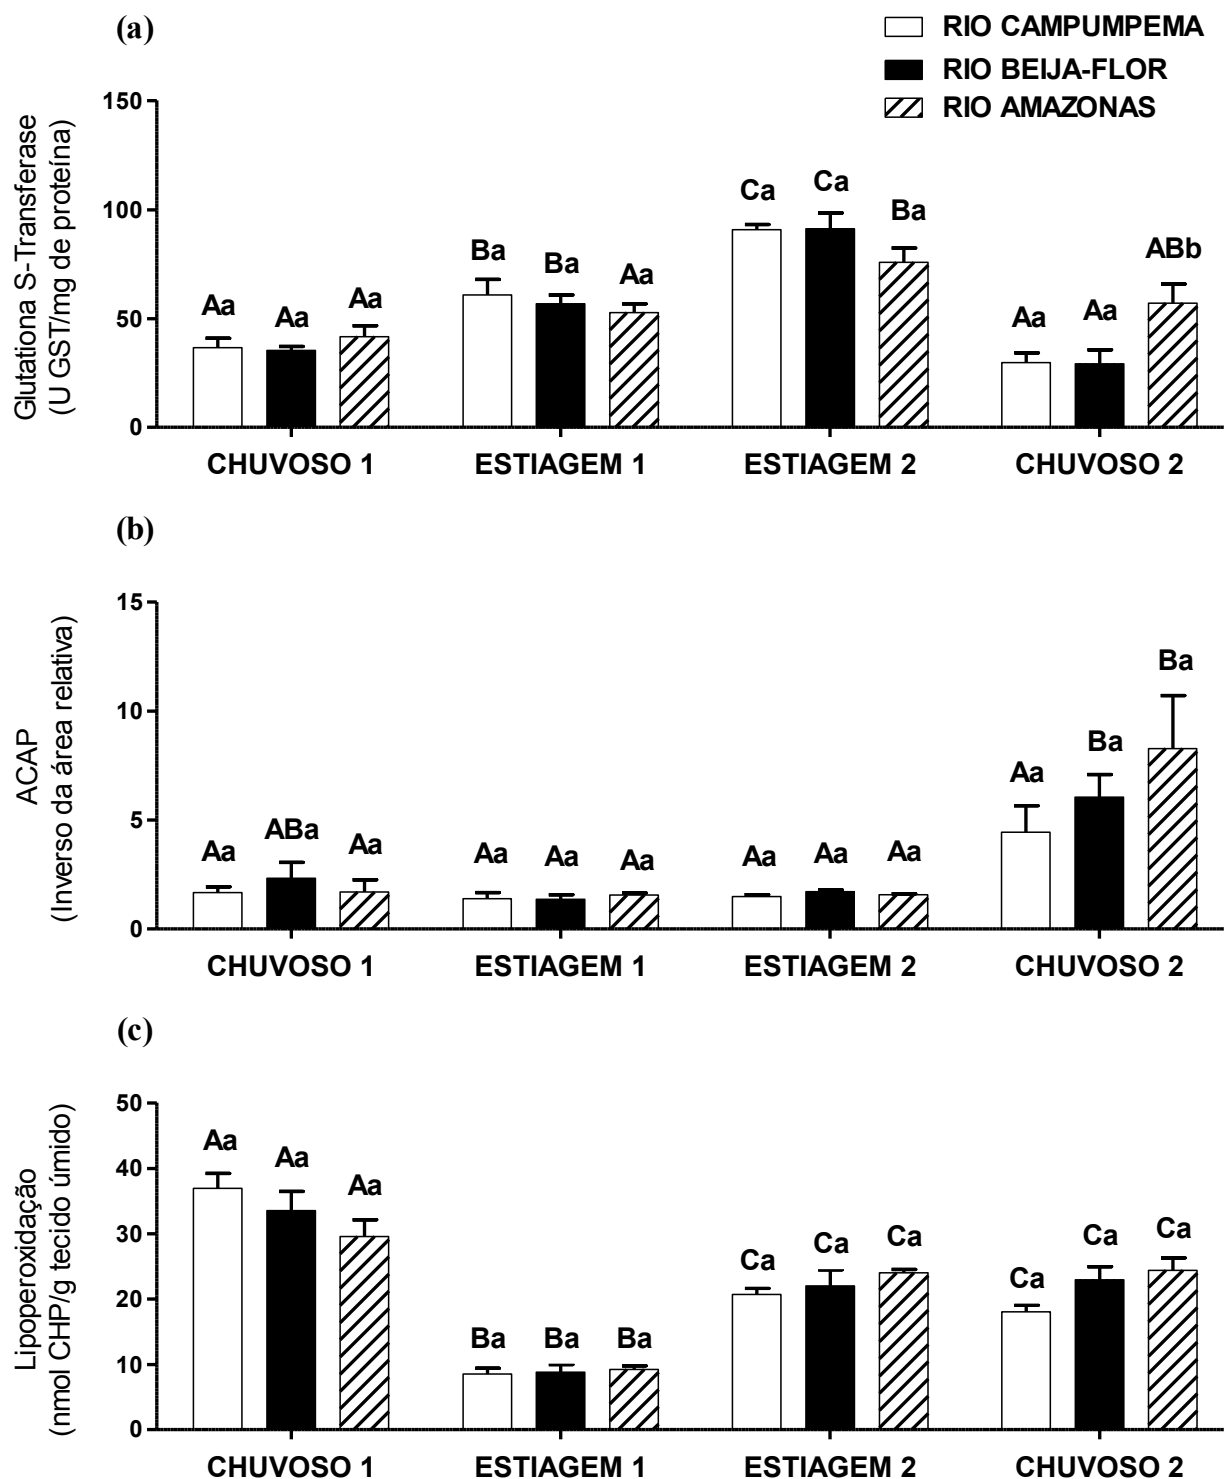 (a)
RIO CAMPUMPEMA
RIO BEIJA-FLOR
RIO AMAZONAS
Glutationa S-Transferase
(U GST/mg de proteína)
150
100
50
0
Aa Aa Aa Ba Ba Aa Ca Ca Ba Aa Aa ABb
CHUVOSO 1 ESTIAGEM 1 ESTIAGEM 2 CHUVOSO 2
(b)
ACAP
(Inverso da área relativa)
15
10
5
0
Aa ABa Aa Aa Aa Aa Aa Aa Aa Aa Ba Ba
CHUVOSO 1 ESTIAGEM 1 ESTIAGEM 2 CHUVOSO 2
(c)
Lipoperoxidação
(nmol CHP/g tecido úmido)
50
40
30
20
10
0
Aa Aa Aa Ba Ba Ba Ca Ca Ca Ca Ca Ca
CHUVOSO 1 ESTIAGEM 1 ESTIAGEM 2 CHUVOSO 2